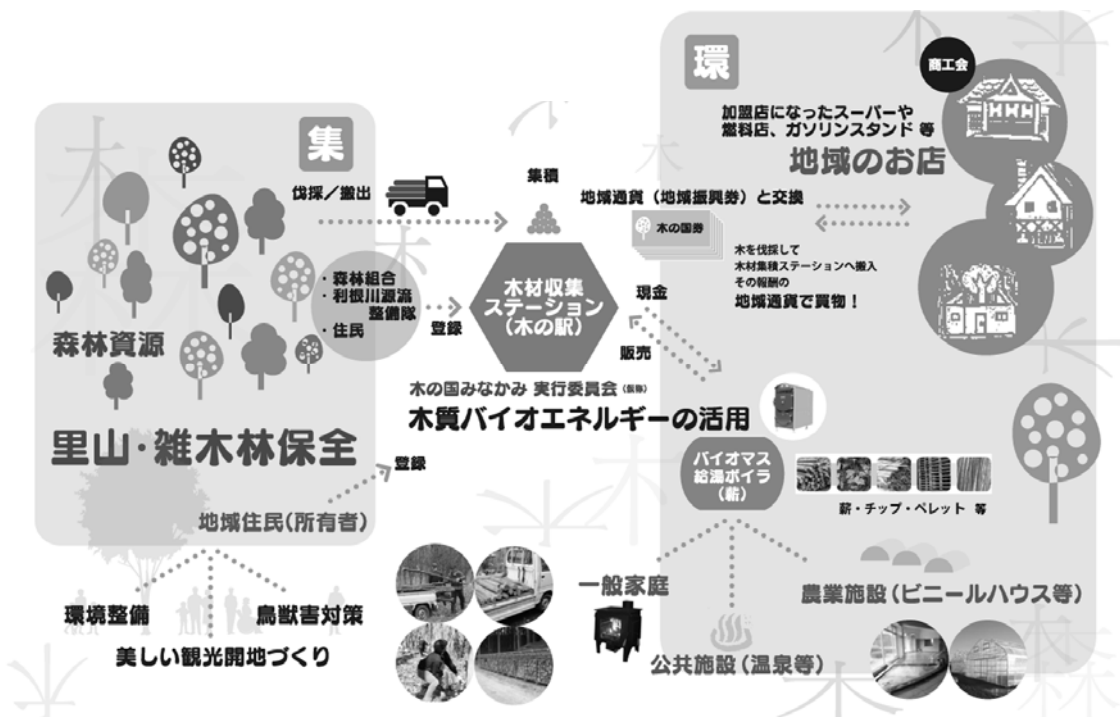 集
伐採／搬出
・森林組合
・利根川源流
整備隊
・住民
森林資源
里山・雑木林保全
登録
登録
地域住民（所有者）
環境整備
鳥獣害対策
美しい観光開地づくり
集積
木材収集
ステーション
（木の駅）
木の国みなかみ 実行委員会（仮称）
木質バイオエネルギーの活用
現金
販売
環
商工会
加盟店になったスーパーや
燃料店、ガソリンスタンド 等
地域のお店
地域通貨（地域振興券）と交換
木の国券
木を伐採して
木材集積ステーションへ搬入
その報酬の
地域通貨で買物！
バイオマス
給湯ボイラ
（薪）
薪・チップ・ペレット 等
一般家庭
公共施設（温泉等）
農業施設（ビニールハウス等）
木
木
木
木
森